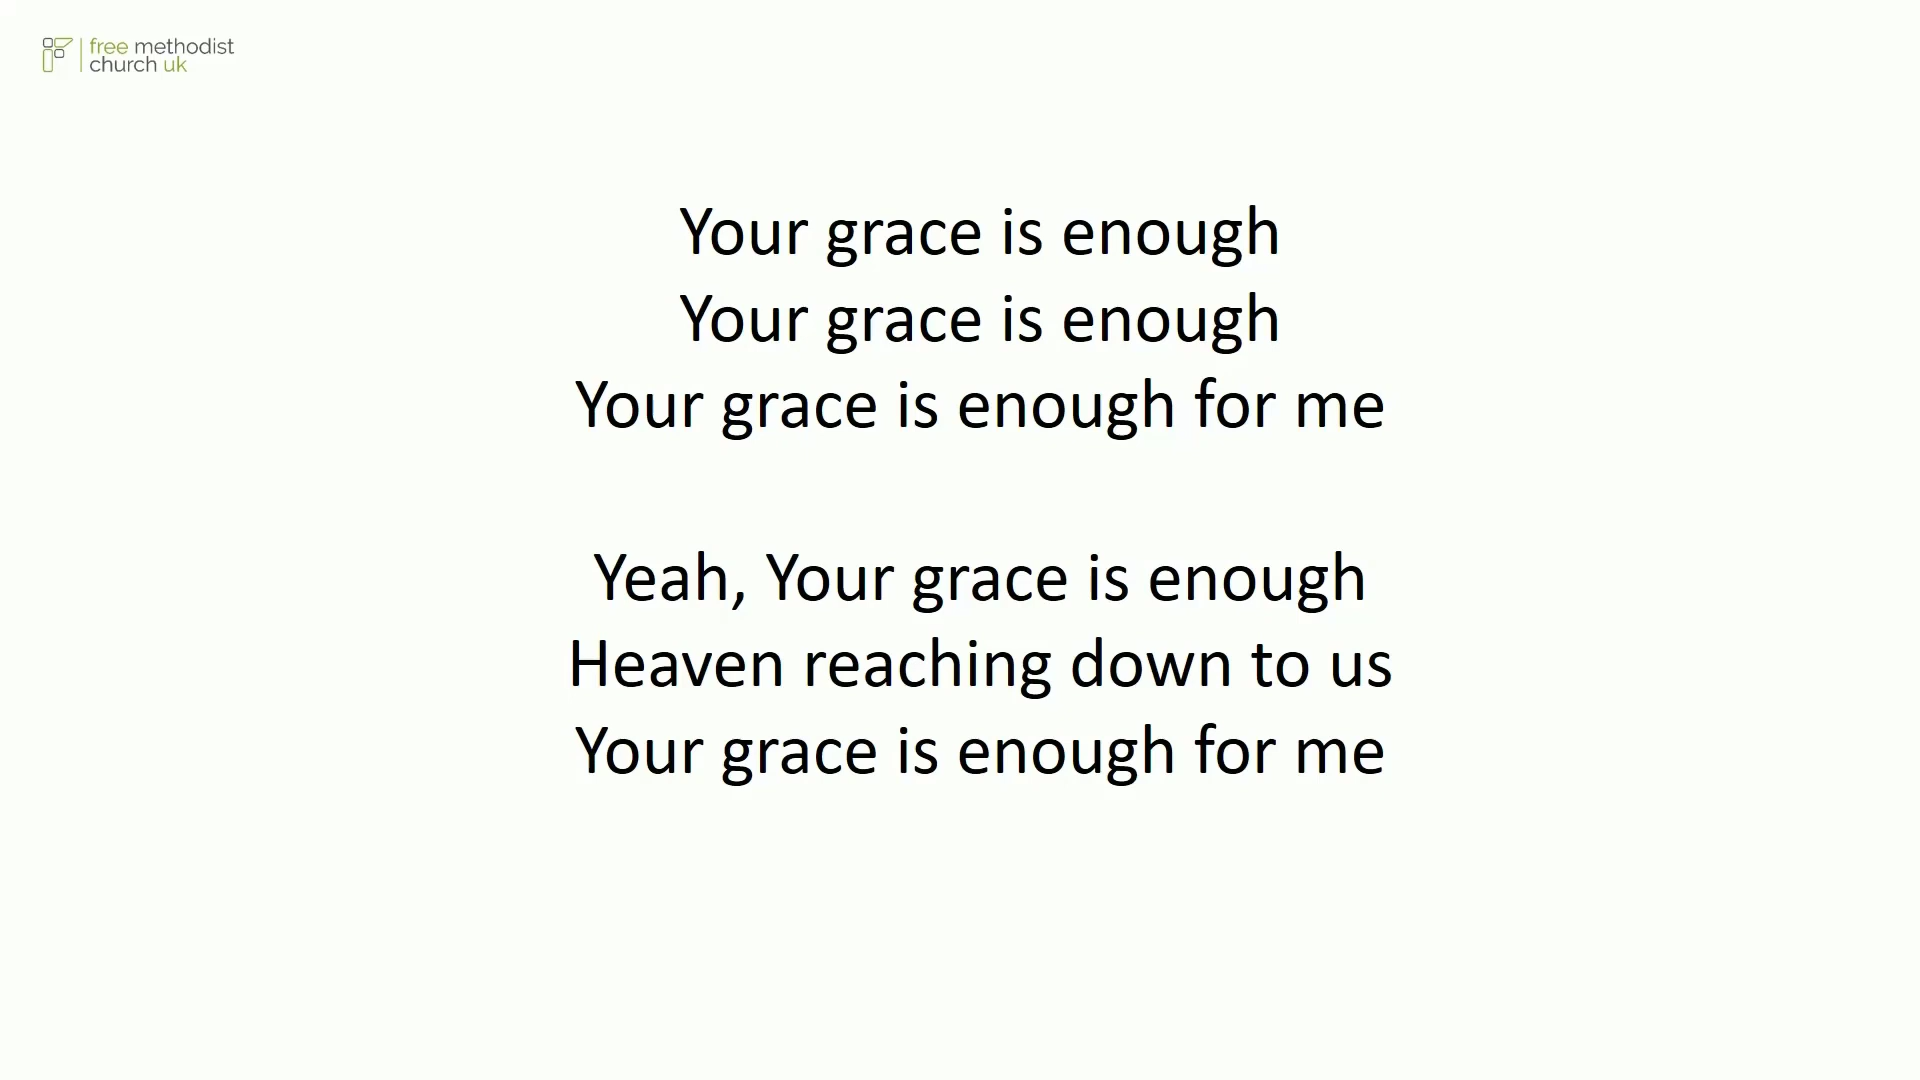 free methodist
church uk
Your grace is enough
Your grace is enough
Your grace is enough for me
Yeah, Your grace is enough
Heaven reaching down to us
Your grace is enough for me